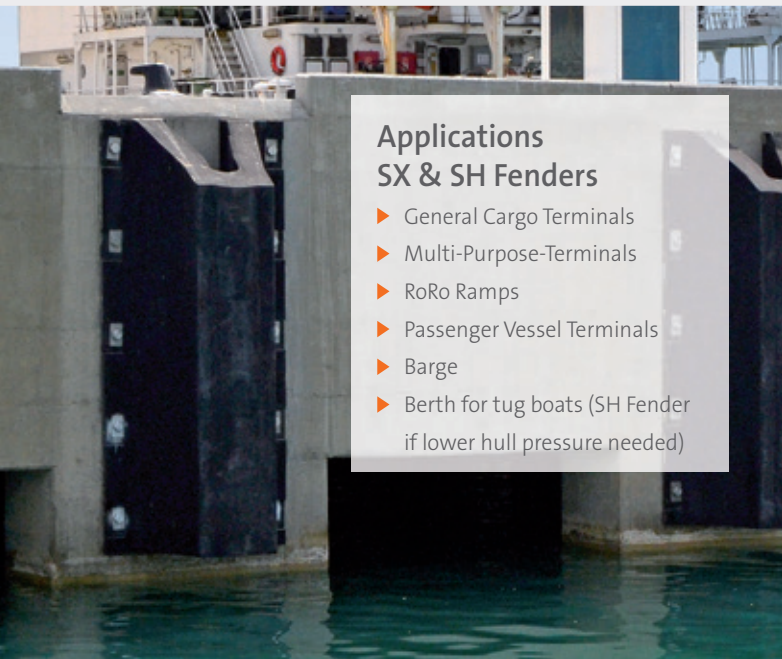 Applications
SX & SH Fenders
General Cargo Terminals
Multi-Purpose-Terminals
RoRo Ramps
Passenger Vessel Terminals
Barge
Berth for tug boats (SH Fender
if lower hull pressure needed)